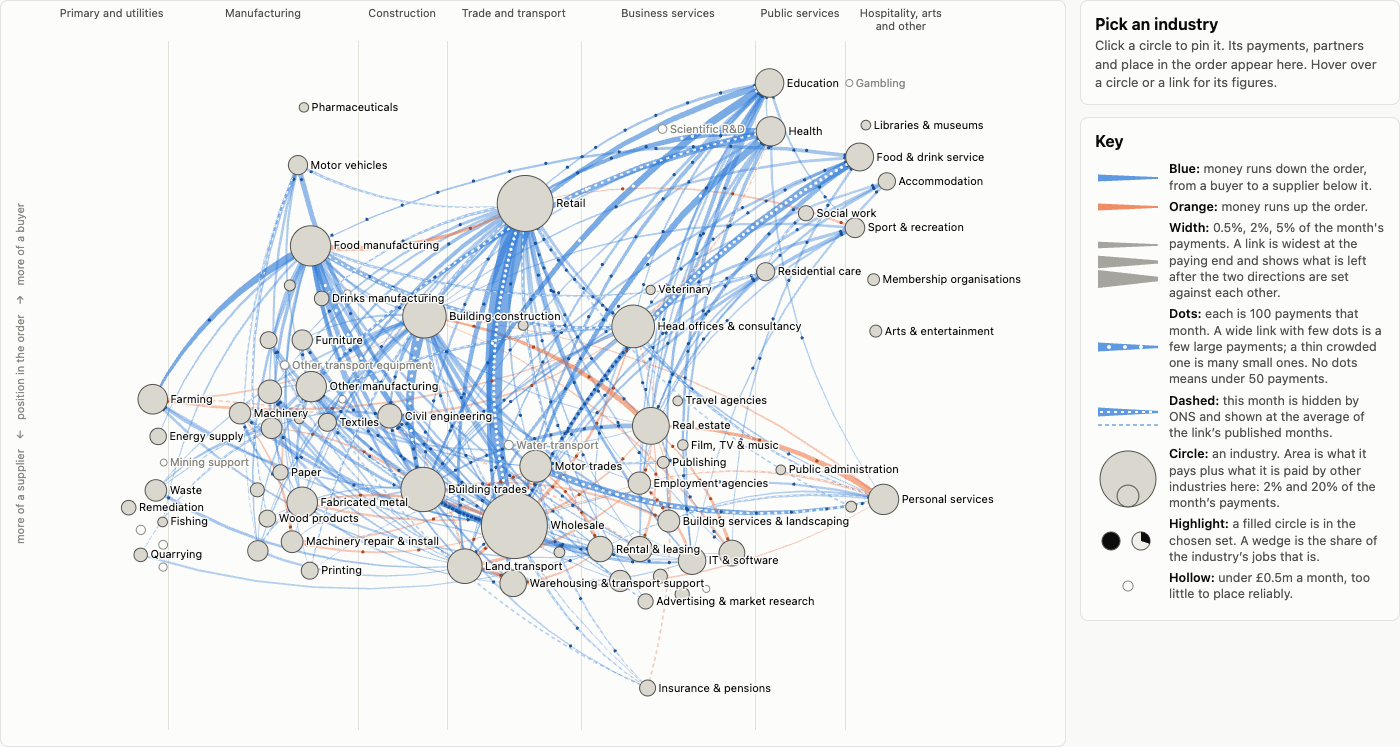 Primary and utilities
Manufacturing
Construction
Trade and transport
Business services
Public services
Hospitality, arts
and other
more of a supplier ← position in the order → more of a buyer
Education
Gambling
Pharmaceuticals
Libraries & museums
Scientific R&D
Health
Food & drink service
Motor vehicles
Accommodation
Retail
Social work
Sport & recreation
Food manufacturing
Residential care
Membership organisations
Veterinary
Drinks manufacturing
Building construction
Head offices & consultancy
Arts & entertainment
Furniture
Other transport equipment
Other manufacturing
Farming
Travel agencies
Machinery
Civil engineering
Textiles
Real estate
Energy supply
Water transport
Film, TV & music
Mining support
Motor trades
Publishing
Public administration
Paper
Employment agencies
Waste
Building trades
Personal services
Fabricated metal
Remediation
Wood products
Fishing
Building services & landscaping
Wholesale
Machinery repair & install
Rental & leasing
Quarrying
IT & software
Land transport
Printing
Warehousing & transport support
Advertising & market research
Insurance & pensions
Pick an industry
Click a circle to pin it. Its payments, partners
and place in the order appear here. Hover over
a circle or a link for its figures.
Key
Blue: money runs down the order,
from a buyer to a supplier below it.
Orange: money runs up the order.
Width: 0.5%, 2%, 5% of the month's
payments. A link is widest at the
paying end and shows what is left
after the two directions are set
against each other.
Dots: each is 100 payments that
month. A wide link with few dots is a
few large payments; a thin crowded
one is many small ones. No dots
means under 50 payments.
Dashed: this month is hidden by
ONS and shown at the average of
the link's published months.
Circle: an industry. Area is what it
pays plus what it is paid by other
industries here: 2% and 20% of the
month's payments.
Highlight: a filled circle is in the
chosen set. A wedge is the share of
the industry's jobs that is.
Hollow: under £0.5m a month, too
little to place reliably.